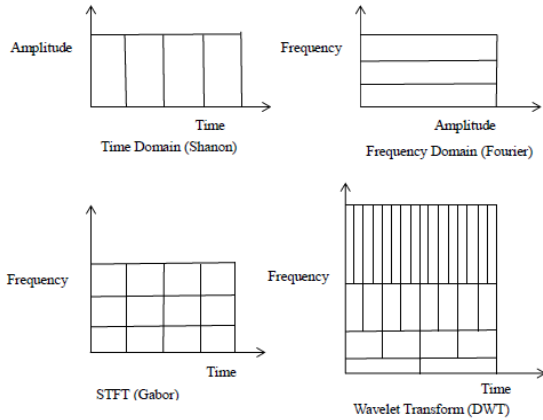 Amplitude
Time
Time Domain (Shanon)
Frequency
Amplitude
Frequency Domain (Fourier)
Frequency
Time
STFT (Gabor)
Frequency
Time
Wavelet Transform (DWT)